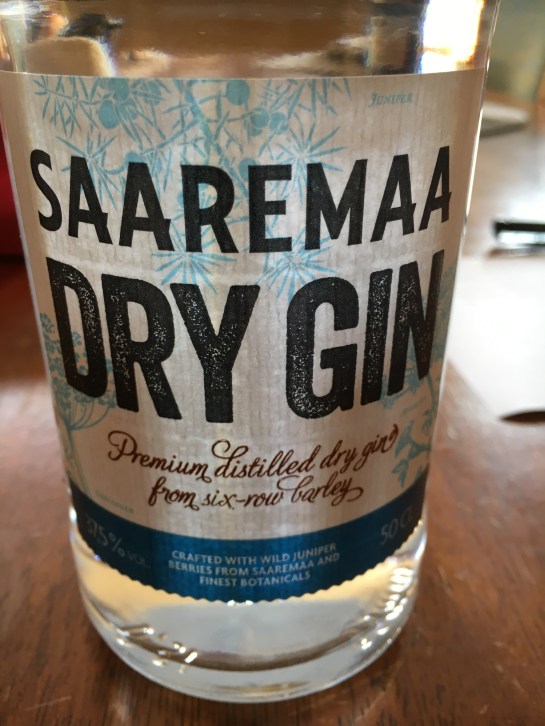 JUNIPER
SAAREMAA
DRY GIN
Premium distilled dry gin
from six-row barley
37.5% VOL.
50 CL
CRAFTED WITH WILD JUNIPER
BERRIES FROM SAAREMAA AND
FINEST BOTANICALS